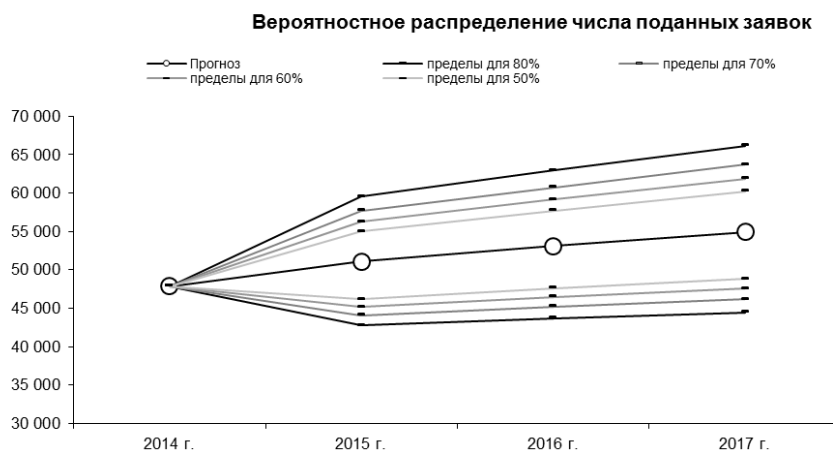 Вероятностное распределение числа поданных заявок
Прогноз пределы для 80% пределы для 70%
пределы для 60% пределы для 50%
70 000
65 000
60 000
55 000
50 000
45 000
40 000
35 000
30 000
2014 г. 2015 г. 2016 г. 2017 г.